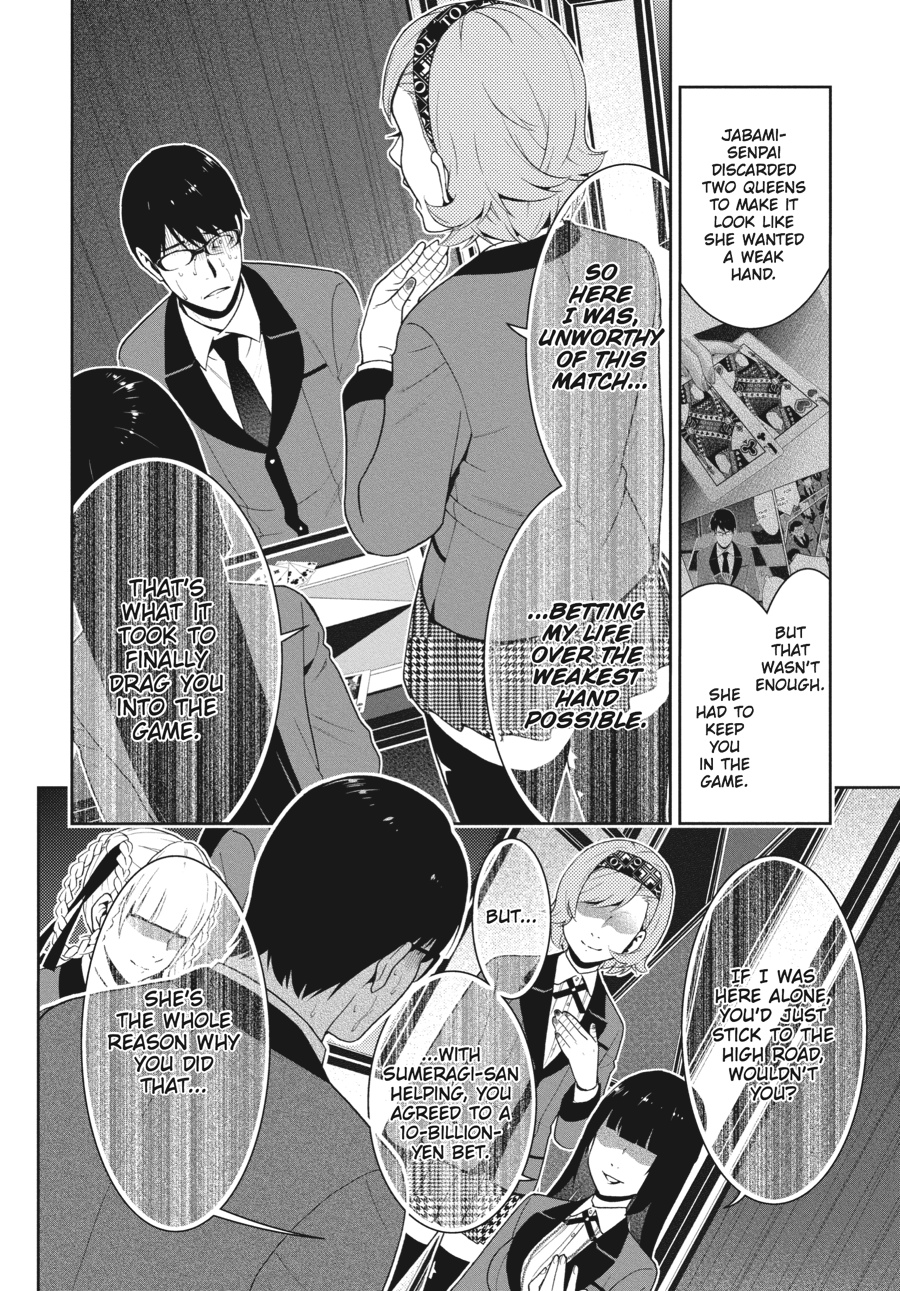 JABAMI-
SENPAI
DISCARDED
TWO QUEENS
TO MAKE IT
LOOK LIKE
SHE WANTED
A WEAK
HAND.
BUT
THAT
WASN'T
ENOUGH.
SHE
HAD TO
KEEP
YOU
IN THE
GAME.
SO
HERE
I WAS,
UNWORTHY
OF THIS
MATCH...
...BETTING
MY LIFE
OVER THE
WEAKEST
HAND
POSSIBLE.
THAT'S
WHAT IT
TOOK TO
FINALLY
DRAG YOU
INTO THE
GAME.
IF I WAS
HERE ALONE,
YOU'D JUST
STICK TO THE
HIGH ROAD,
WOULDN'T
YOU?
BUT...
...WITH
SUMERAGI-SAN
HELPING, YOU
AGREED TO A
10-BILLION-
YEN BET.
SHE'S
THE WHOLE
REASON WHY
YOU DID
THAT...